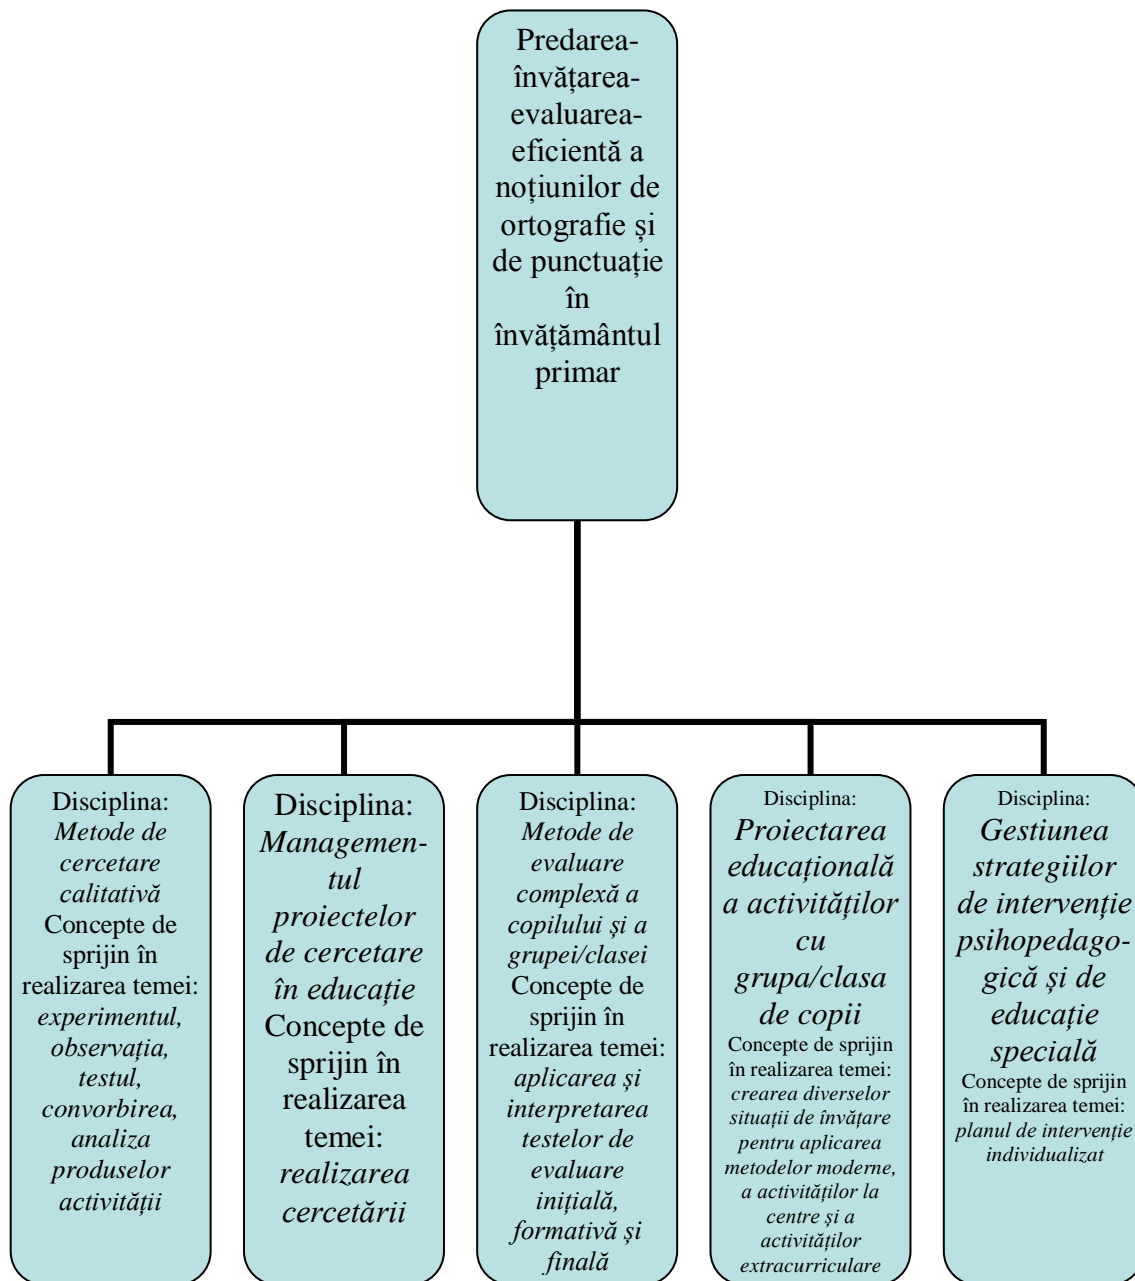 Predarea-
învățarea-
evaluarea-
eficientă a
noțiunilor de
ortografie și
de punctuație
în
învățământul
primar
Disciplina:
Metode de
cercetare
calitativă
Concepte de
sprijin în
realizarea temei:
experimentul,
observația,
testul,
convorbirea,
analiza
produselor
activității
Disciplina:
Managemen-
tul
proiectelor
de cercetare
în educație
Concepte de
sprijin în
realizarea
temei:
realizarea
cercetării
Disciplina:
Metode de
evaluare
complexă a
copilului și a
grupei/clasei
Concepte de
sprijin în
realizarea temei:
aplicarea și
interpretarea
testelor de
evaluare
inițială,
formativă și
finală
Disciplina:
Proiectarea
educațională
a activităților
cu
grupa/clasa
de copii
Concepte de sprijin
în realizarea temei:
crearea diverselor
situații de învățare
pentru aplicarea
metodelor moderne,
a activităților la
centre și a
activităților
extracurriculare
Disciplina:
Gestiunea
strategiilor
de intervenție
psihopedago-
gică și de
educație
specială
Concepte de sprijin
în realizarea temei:
planul de intervenție
individualizat